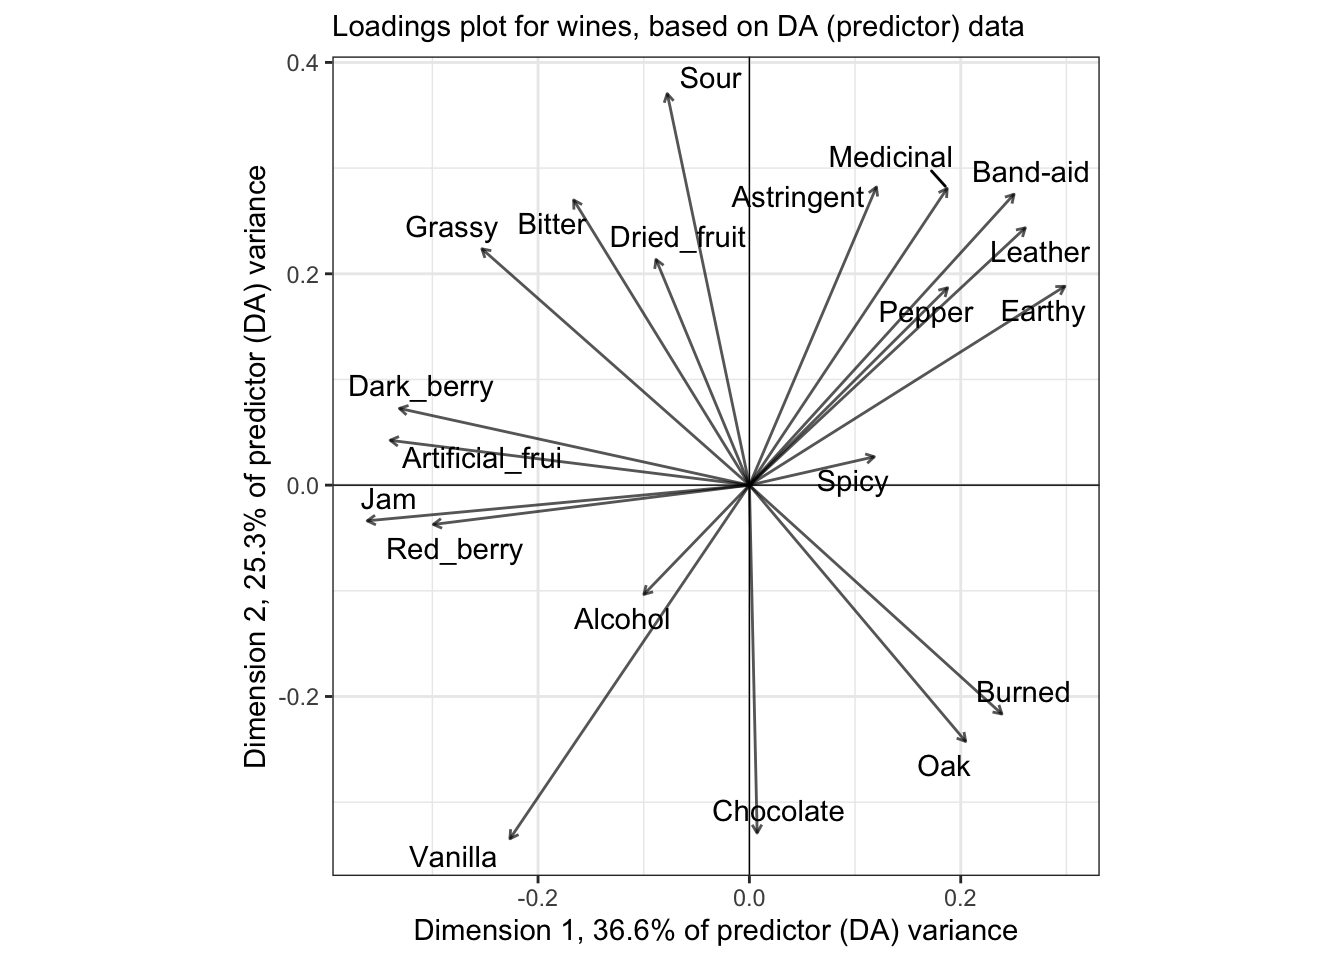 Loadings plot for wines, based on DA (predictor) data
0.4
Sour
Medicinal
Band-aid
Astringent
Grassy
Bitter
Dried_fruit
Leather
0.2
Pepper
Earthy
Dark_berry
Artificial_frui
Spicy
0.0
Jam
Red_berry
Alcohol
Burned
-0.2
Oak
Chocolate
Vanilla
Dimension 2, 25.3% of predictor (DA) variance
-0.2
0.0
0.2
Dimension 1, 36.6% of predictor (DA) variance